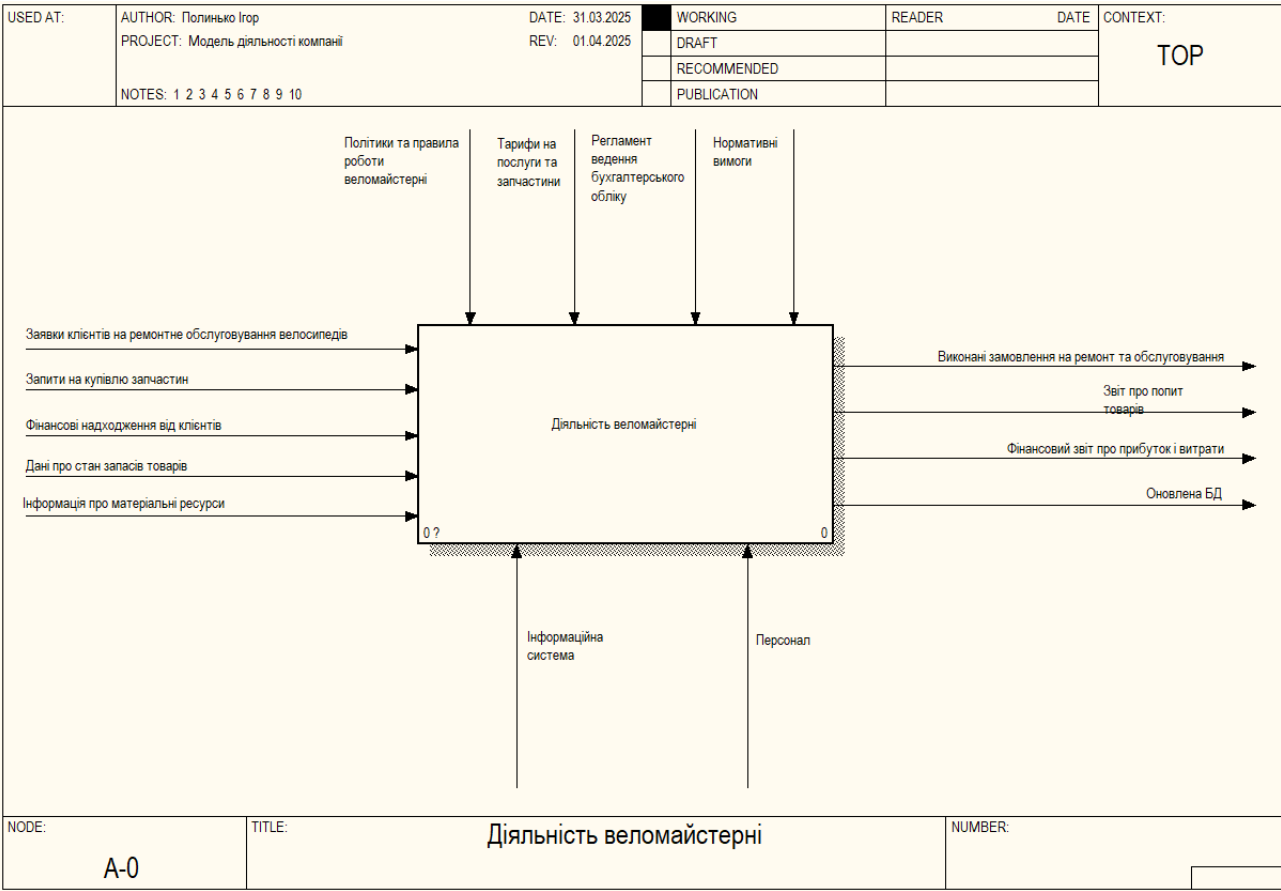 USED AT:
AUTHOR: Полинько Ігор
DATE: 31.03.2025
WORKING
READER
DATE
CONTEXT:
PROJECT: Модель діяльності компанії
REV: 01.04.2025
DRAFT
TOP
RECOMMENDED
NOTES: 1 2 3 4 5 6 7 8 9 10
PUBLICATION
Політики та правила
роботи
веломайстерні
Тарифи на
послуги та
запчастини
Регламент
ведення
бухгалтерського
обліку
Нормативні
вимоги
Заявки клієнтів на ремонтне обслуговування велосипедів
Запити на купівлю запчастин
Фінансові надходження від клієнтів
Дані про стан запасів товарів
Інформація про матеріальні ресурси
Діяльність веломайстерні
0 ?
0
Виконані замовлення на ремонт та обслуговування
Звіт про попит
товарів
Фінансовий звіт про прибуток і витрати
Оновлена БД
Інформаційна
система
Персонал
NODE:
A-0
TITLE:
Діяльність веломайстерні
NUMBER: